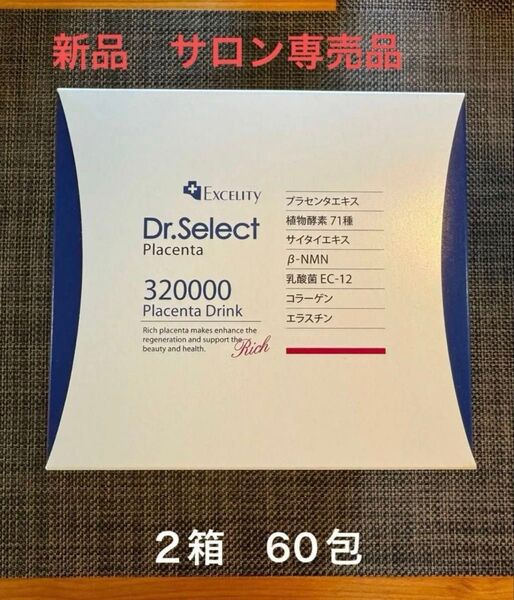 新品　サロン専売品
EXCELITY
Dr.Select
Placenta
320000
Placenta Drink
Rich placenta makes enhance the
regeneration and support the
beauty and health.
Rich
プラセンタエキス
植物酵素 71種
サイタイエキス
β-NMN
乳酸菌 EC-12
コラーゲン
エラスチン
２箱　６０包